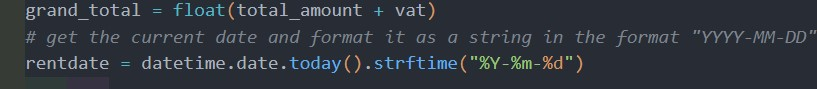 grand_total = float(total_amount + vat)
# get the current date and format it as a string in the format "YYYY-MM-DD"
rentdate = datetime.date.today().strftime("%Y-%m-%d")